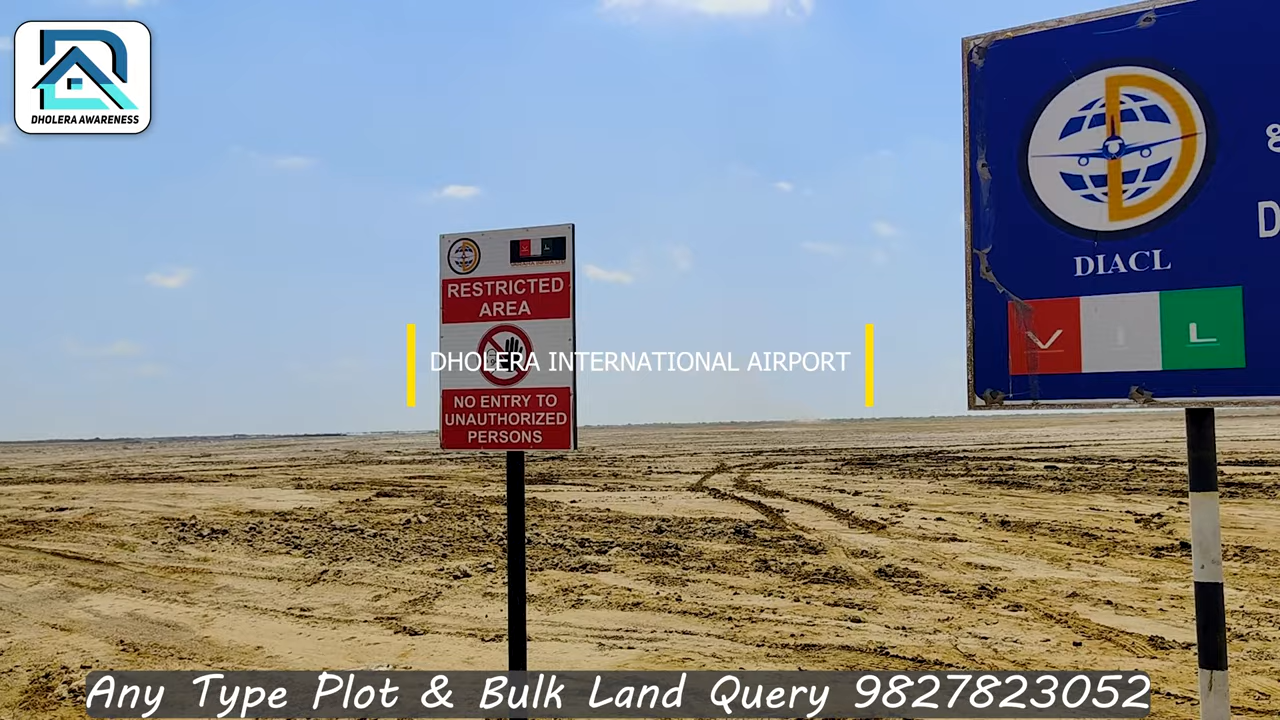 DHOLERA AWARENESS
RESTRICTED
AREA
DHOLERA INTERNATIONAL AIRPORT
NO ENTRY TO
UNAUTHORIZED
PERSONS
DIACL
V I L
D
Any Type Plot & Bulk Land Query 9827823052